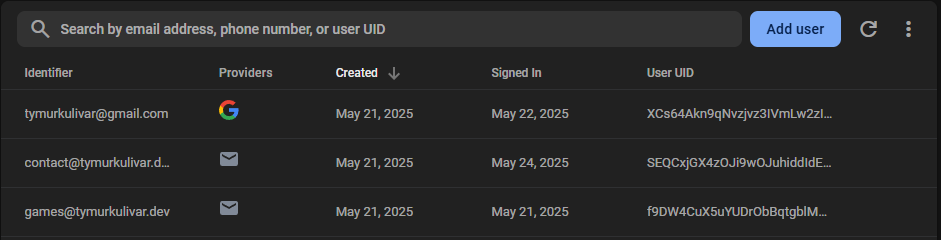 Search by email address, phone number, or user UID Add user
Identifier Providers Created Signed In User UID
tymurkulivar@gmail.com May 21, 2025 May 22, 2025 XCs64Akn9qNvzjvz3IVmLw2zI...
contact@tymurkulivar.d... May 21, 2025 May 24, 2025 SEQCxjGX4zOJi9wOJuhiddIdE...
games@tymurkulivar.dev May 21, 2025 May 21, 2025 f9DW4CuX5uYUDrObBqtgblM...